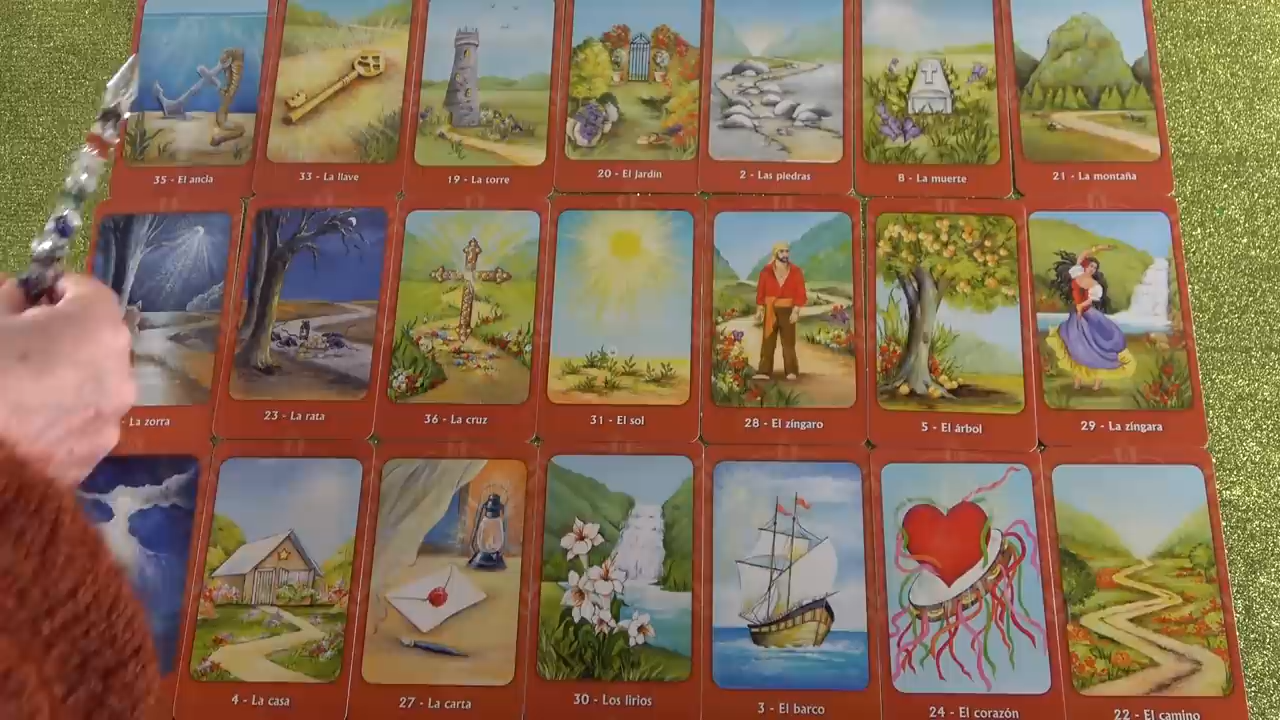 35 - El ancla
33 - La llave
19 - La torre
20 - El Jardín
2 - Las piedras
8 - La muerte
21 - La montaña
- La zorra
23 - La rata
36 - La cruz
31 - El sol
28 - El zíngaro
5 - El árbol
29 - La zíngara
4 - La casa
27 - La carta
30 - Los lirios
3 - El barco
24 - El corazón
22 - El camino